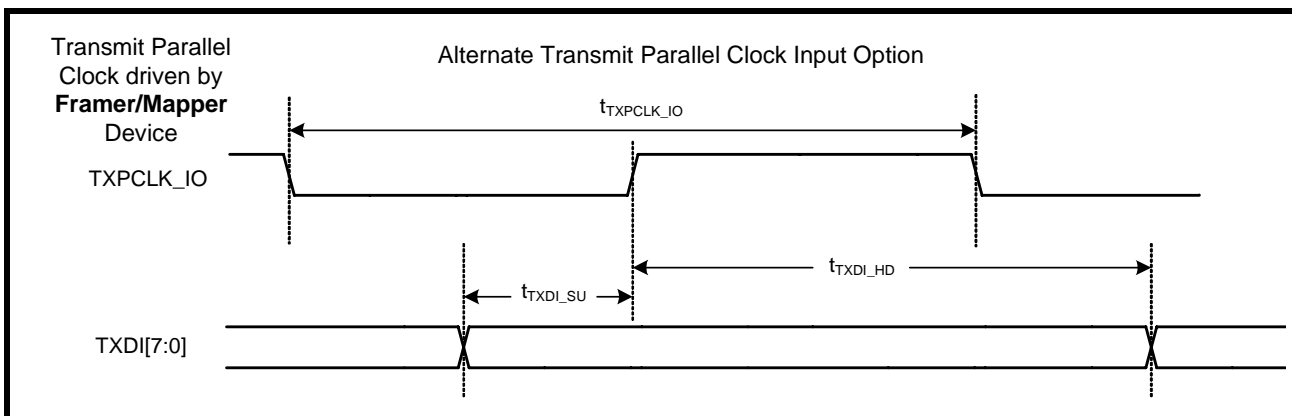 Transmit Parallel
Clock driven by
Framer/Mapper
Device
Alternate Transmit Parallel Clock Input Option
tTXPCLK_IO
TXPCLK_IO
tTXDI_HD
tTXDI_SU
TXDI[7:0]